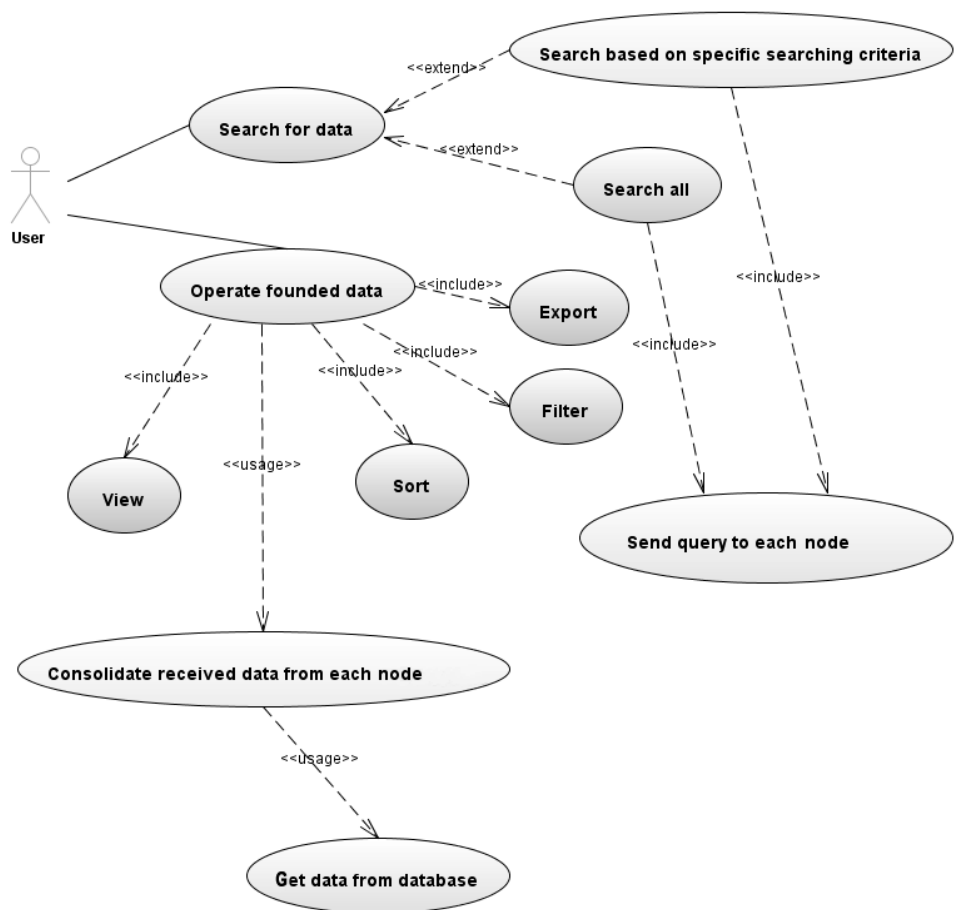 Search based on specific searching criteria
<<extend>>
Search for data
<<extend>>
Search all
User
Operate founded data
<<include>>
<<include>>
Export
<<include>>
<<include>>
<<include>>
<<include>>
Filter
<<usage>>
View
Sort
Send query to each node
Consolidate received data from each node
<<usage>>
Get data from database